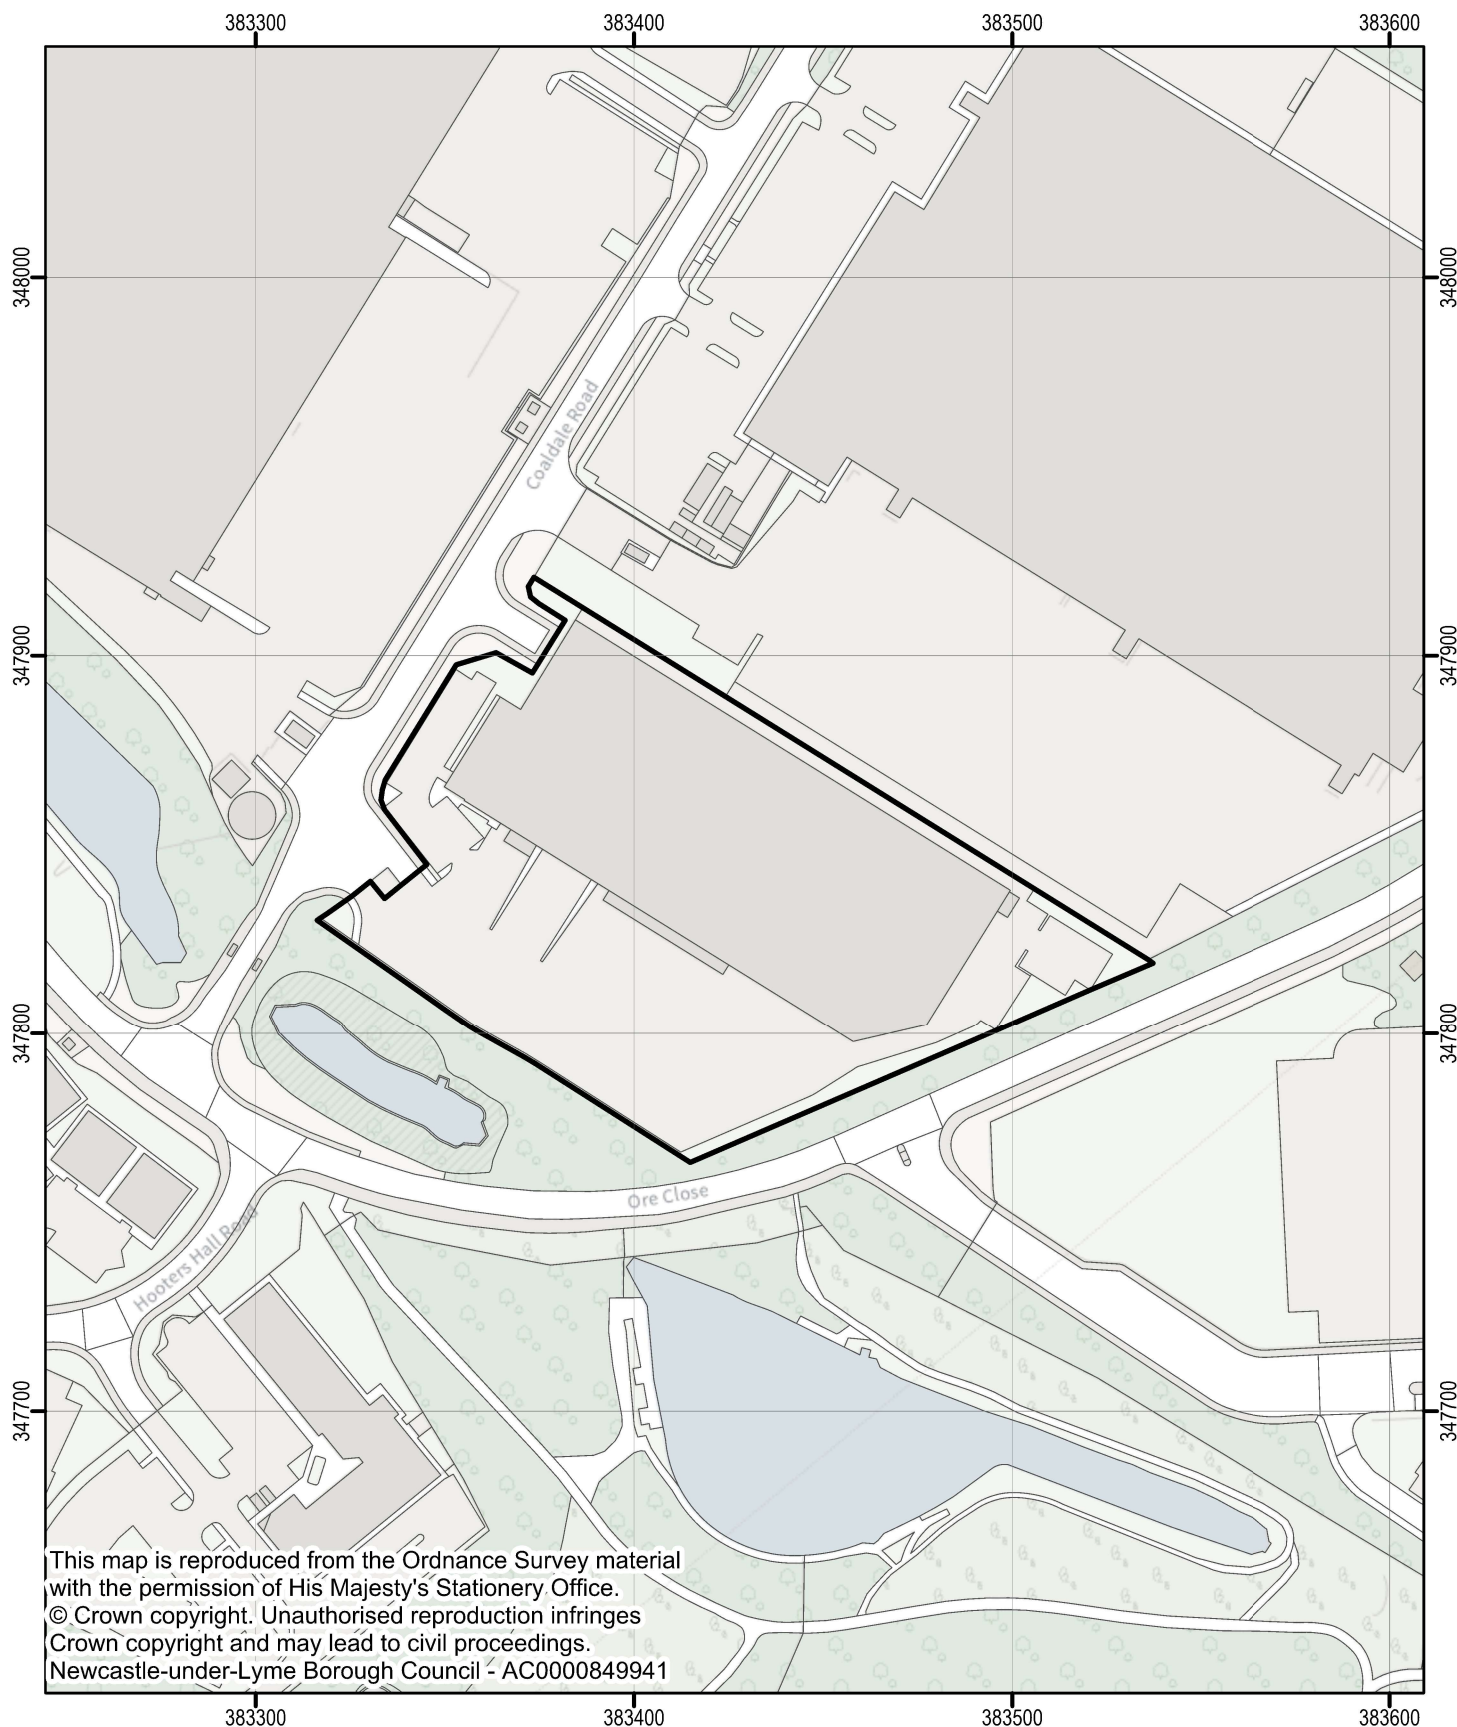 383300 383400 383500 383600
348000 348000
Coaldale Road
347900 347900
347800 347800
Ore Close
Hooters Hall Road
347700 347700
This map is reproduced from the Ordnance Survey material
with the permission of His Majesty's Stationery Office.
© Crown copyright. Unauthorised reproduction infringes
Crown copyright and may lead to civil proceedings.
Newcastle-under-Lyme Borough Council - AC0000849941
383300 383400 383500 383600